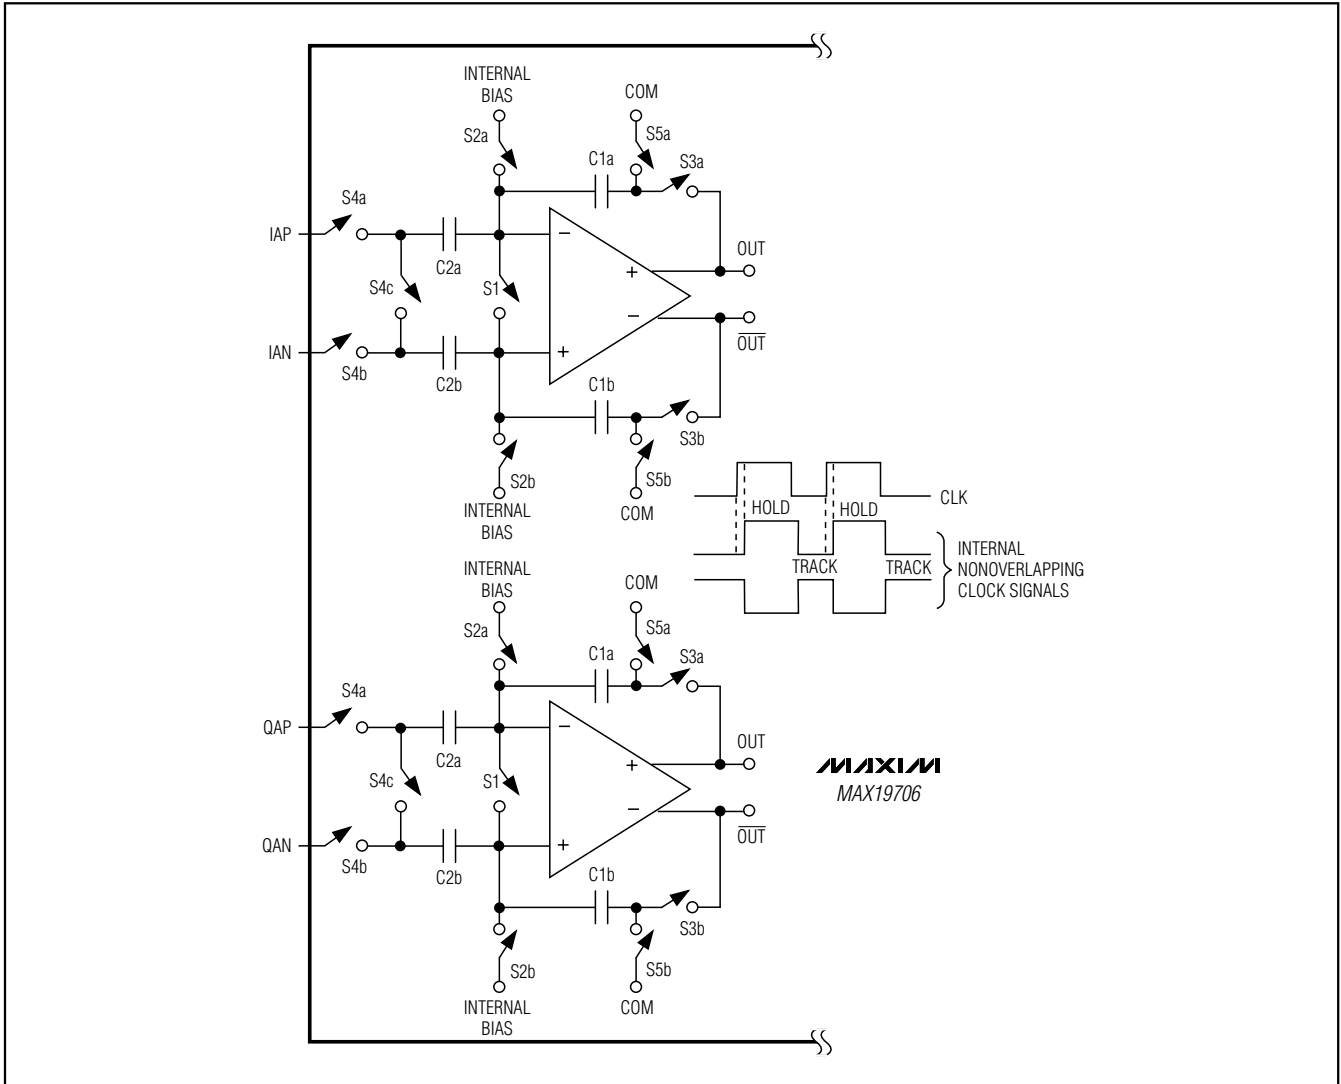 INTERNAL
BIAS
COM
S2a
S5a
C1a
S3a
S4a
IAP
−
C2a
+
OUT
S4c
S1
−
OUT
IAN
+
S4b
C2b
C1b
S3b
S2b
S5b
INTERNAL
BIAS
COM
CLK
HOLD
HOLD
TRACK
TRACK
INTERNAL
NONOVERLAPPING
CLOCK SIGNALS
INTERNAL
BIAS
COM
S2a
S5a
C1a
S3a
S4a
QAP
−
C2a
+
OUT
S4c
S1
−
OUT
QAN
+
S4b
C2b
C1b
S3b
S2b
S5b
INTERNAL
BIAS
COM
MAXIM
MAX19706